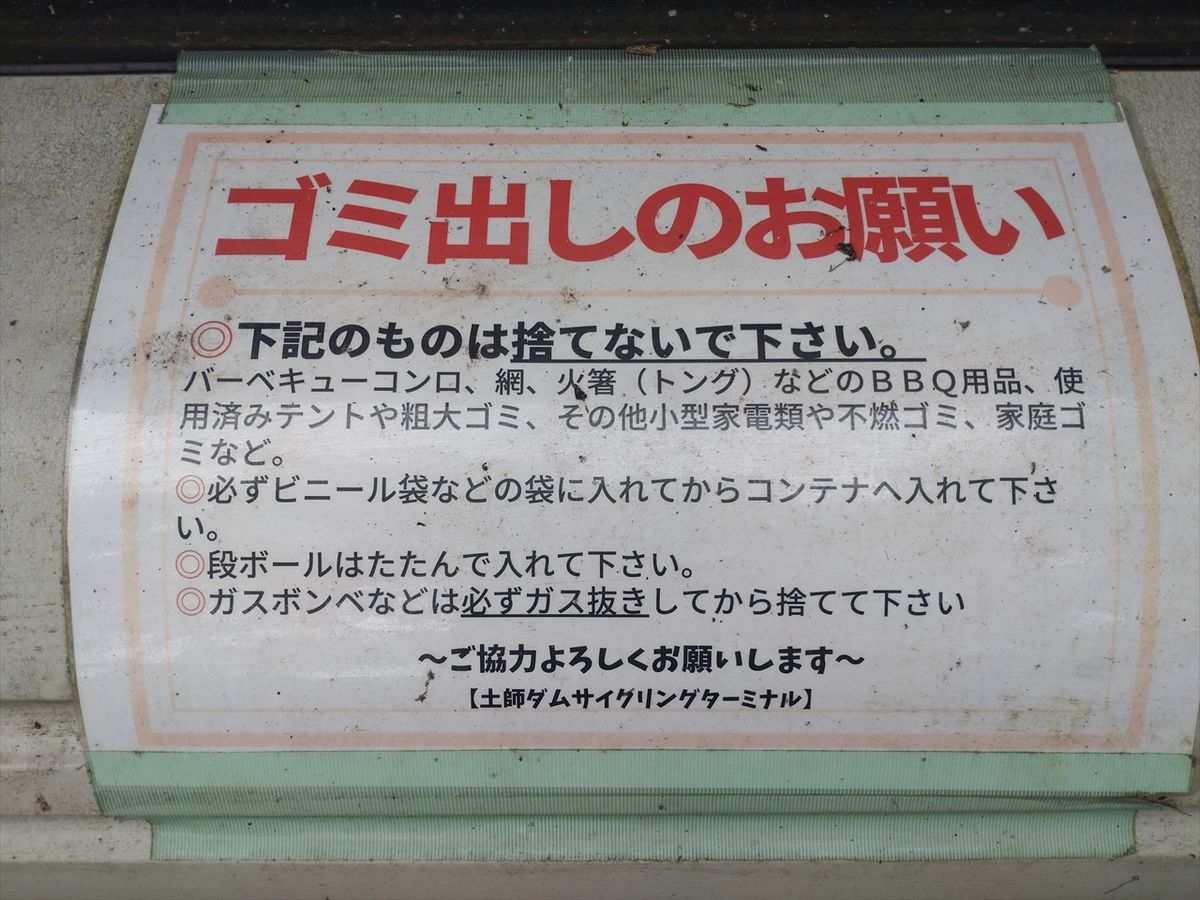 ゴミ出しのお願い
◎下記のものは捨てないで下さい。
バーベキューコンロ、網、火箸（トング）などのＢＢＱ用品、使
用済みテントや粗大ゴミ、その他小型家電類や不燃ゴミ、家庭ゴ
ミなど。
◎必ずビニール袋などの袋に入れてからコンテナへ入れて下さ
い。
◎段ボールはたたんで入れて下さい。
◎ガスボンベなどは必ずガス抜きしてから捨てて下さい
～ご協力よろしくお願いします～
【土師ダムサイクリングターミナル】